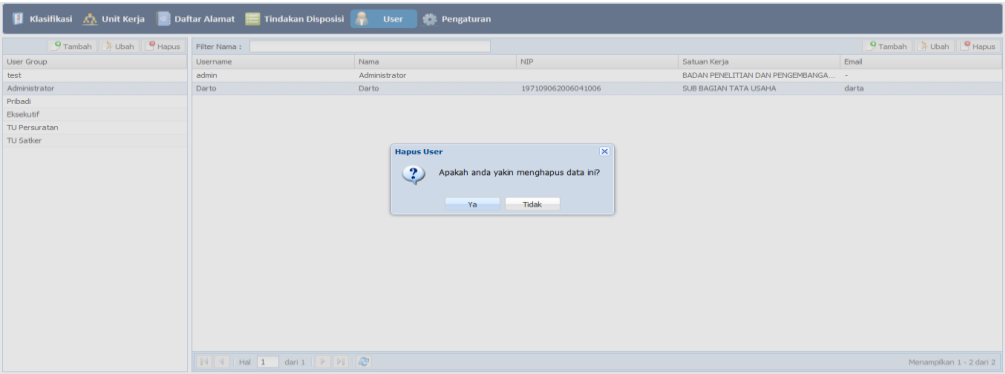 Klasifikasi Unit Kerja Daftar Alamat Tindakan Disposisi User Pengaturan
Tambah Ubah Hapus Filter Nama : Tambah Ubah Hapus
User Group Username Nama NIP Satuan Kerja Email
test admin Administrator BADAN PENELITIAN DAN PENGEMBANGA... -
Administrator Darto Darto 197109062006041006 SUB BAGIAN TATA USAHA darta
Pribadi
Eksekutif
TU Persuratan
TU Satker
Hapus User
Apakah anda yakin menghapus data ini?
Ya Tidak
Hal 1 dari 1 Menampilkan 1 - 2 dari 2